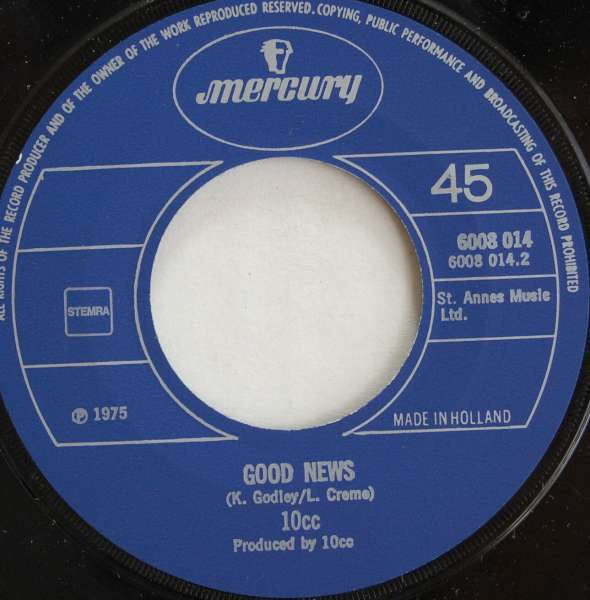 ALL RIGHTS OF THE RECORD PRODUCER AND OF THE OWNER OF THE WORK REPRODUCED RESERVED. COPYING, PUBLIC PERFORMANCE AND BROADCASTING OF THIS RECORD PROHIBITED
mercury
45
6008 014
6008 014.2
STEMRA
St. Annes Music
Ltd.
℗ 1975
MADE IN HOLLAND
GOOD NEWS
(K. Godley/L. Creme)
10cc
Produced by 10cc